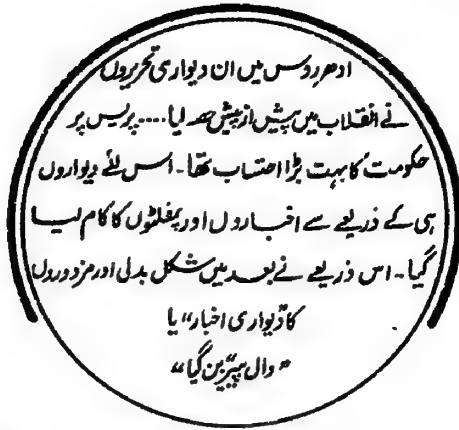 ادھر روس میں ان دیواری تحریروں
نے انقلاب میں پیش از پیش حصہ لیا.... پریس پر
حکومت کا بہت بڑا احتساب تھا۔ اس لئے دیواروں
ہی کے ذریعے سے اخباروں اور پمفلٹوں کا کام لیا
گیا۔ اس ذریعے نے بعد میں شکل بدلی اور مزدوروں
کا "دیواری اخبار" یا
"وال پیپر بن گیا"